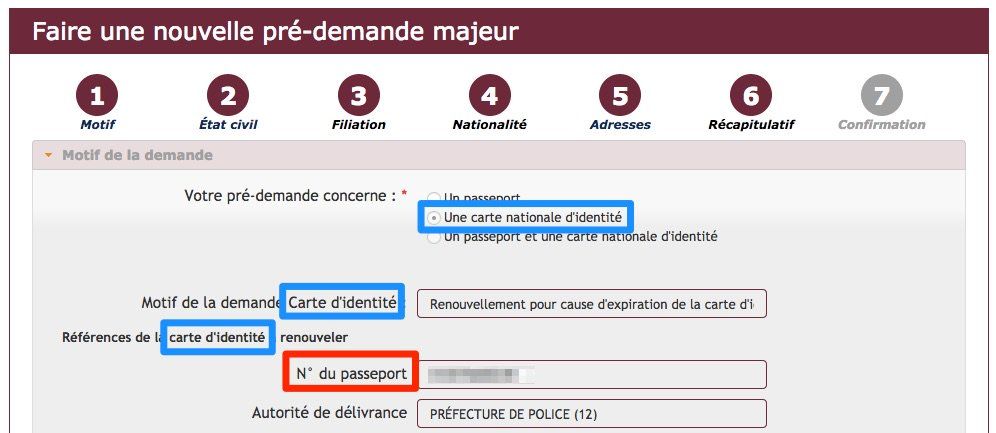 Faire une nouvelle pré-demande majeur
1 2 3 4 5 6 7
Motif État civil Filiation Nationalité Adresses Récapitulatif Confirmation
Motif de la demande
Votre pré-demande concerne : *
Un passeport
Une carte nationale d'identité
Un passeport et une carte nationale d'identité
Motif de la demande Carte d'identité : Renouvellement pour cause d'expiration de la carte d'i
Références de la carte d'identité renouveler
N° du passeport
Autorité de délivrance PRÉFECTURE DE POLICE (12)